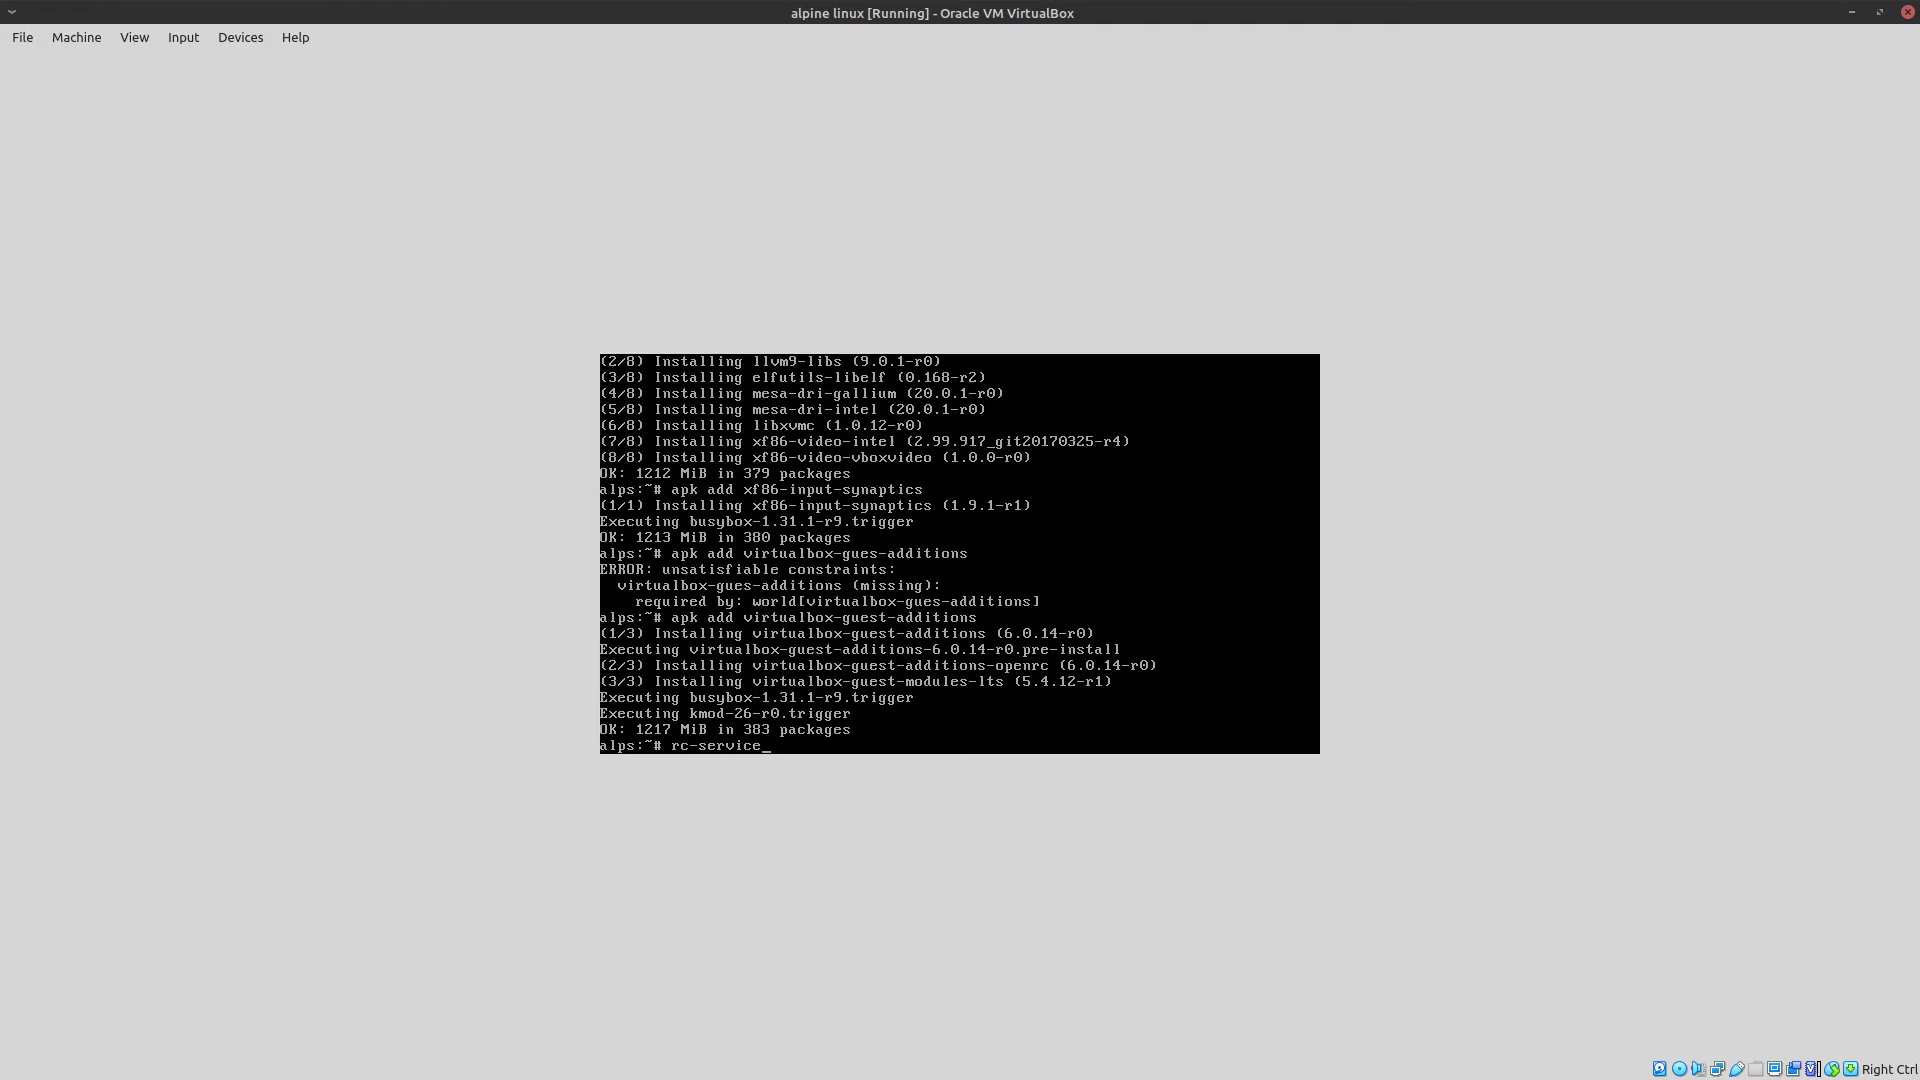 alpine linux [Running] - Oracle VM VirtualBox
File Machine View Input Devices Help
(2/8) Installing llvm9-libs (9.0.1-r0)
(3/8) Installing elfutils-libelf (0.168-r2)
(4/8) Installing mesa-dri-gallium (20.0.1-r0)
(5/8) Installing mesa-dri-intel (20.0.1-r0)
(6/8) Installing libxvmc (1.0.12-r0)
(7/8) Installing xf86-video-intel (2.99.917_git20170325-r4)
(8/8) Installing xf86-video-vboxvideo (1.0.0-r0)
OK: 1212 MiB in 379 packages
alps:~# apk add xf86-input-synaptics
(1/1) Installing xf86-input-synaptics (1.9.1-r1)
Executing busybox-1.31.1-r9.trigger
OK: 1213 MiB in 380 packages
alps:~# apk add virtualbox-gues-additions
ERROR: unsatisfiable constraints:
  virtualbox-gues-additions (missing):
    required by: world[virtualbox-gues-additions]
alps:~# apk add virtualbox-guest-additions
(1/3) Installing virtualbox-guest-additions (6.0.14-r0)
Executing virtualbox-guest-additions-6.0.14-r0.pre-install
(2/3) Installing virtualbox-guest-additions-openrc (6.0.14-r0)
(3/3) Installing virtualbox-guest-modules-lts (5.4.12-r1)
Executing busybox-1.31.1-r9.trigger
Executing kmod-26-r0.trigger
OK: 1217 MiB in 383 packages
alps:~# rc-service_
Right Ctrl